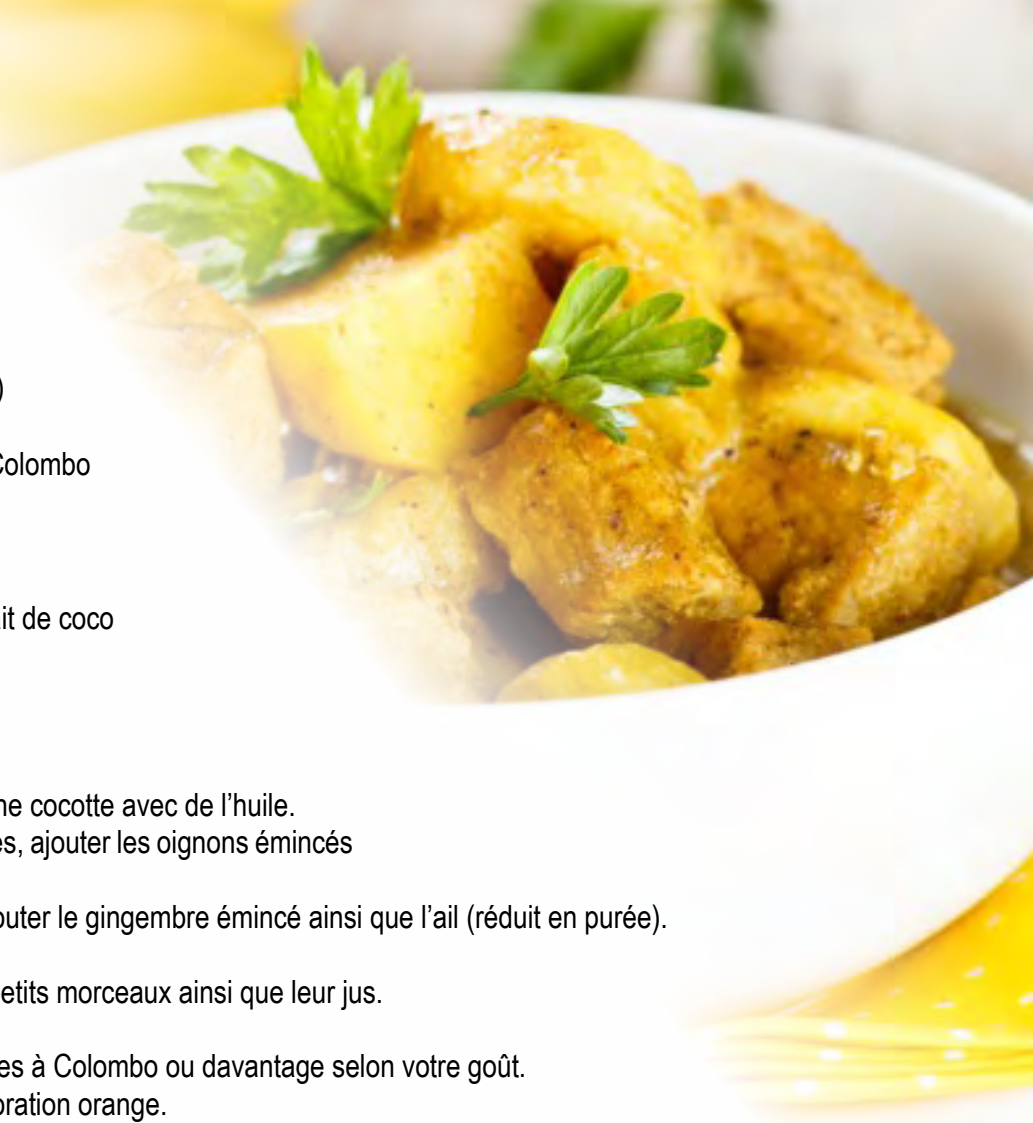 )
Colombo
it de coco
ne cocotte avec de l’huile.
es, ajouter les oignons émincés
outer le gingembre émincé ainsi que l’ail (réduit en purée).
etits morceaux ainsi que leur jus.
es à Colombo ou davantage selon votre goût.
oration orange.